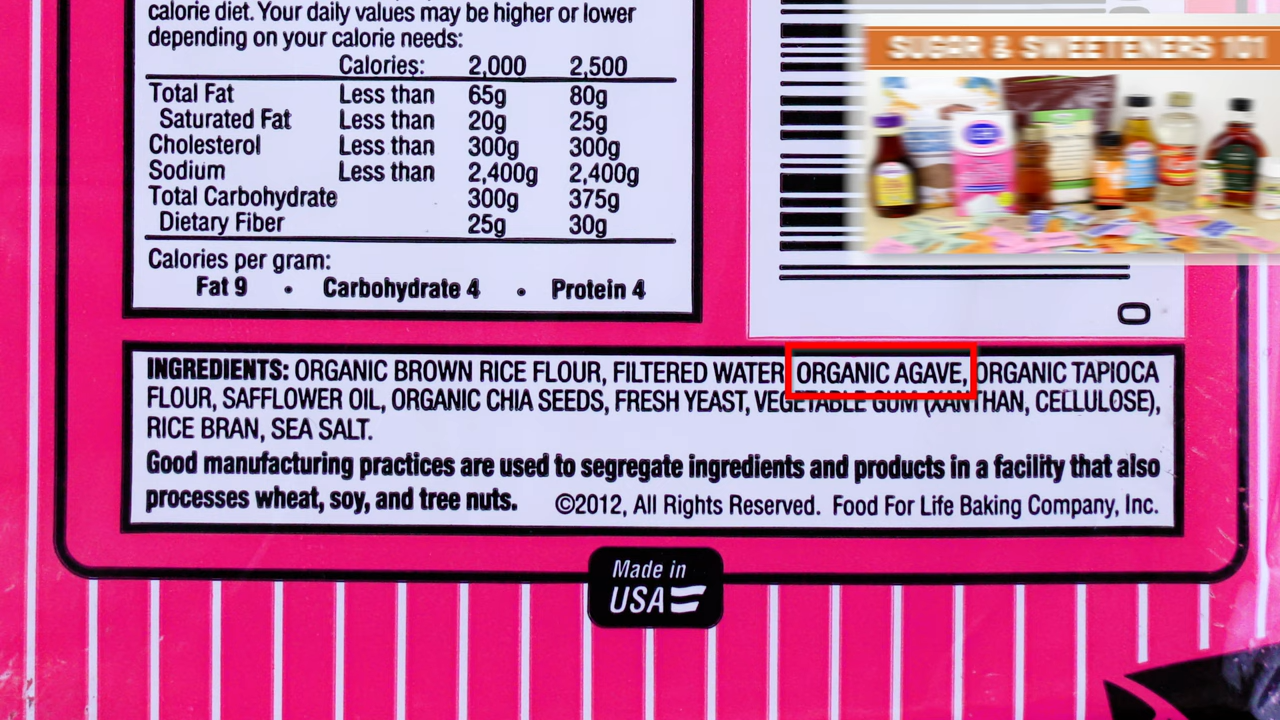 calorie diet. Your daily values may be higher or lower
depending on your calorie needs:
Calories: 2,000 2,500
Total Fat Less than 65g 80g
Saturated Fat Less than 20g 25g
Cholesterol Less than 300g 300g
Sodium Less than 2,400g 2,400g
Total Carbohydrate 300g 375g
Dietary Fiber 25g 30g
Calories per gram:
Fat 9 • Carbohydrate 4 • Protein 4
SUGAR & SWEETENERS 101
0
INGREDIENTS: ORGANIC BROWN RICE FLOUR, FILTERED WATER, ORGANIC AGAVE, ORGANIC TAPIOCA
FLOUR, SAFFLOWER OIL, ORGANIC CHIA SEEDS, FRESH YEAST, VEGETABLE GUM (XANTHAN, CELLULOSE),
RICE BRAN, SEA SALT.
Good manufacturing practices are used to segregate ingredients and products in a facility that also
processes wheat, soy, and tree nuts. ©2012, All Rights Reserved. Food For Life Baking Company, Inc.
Made in
USA